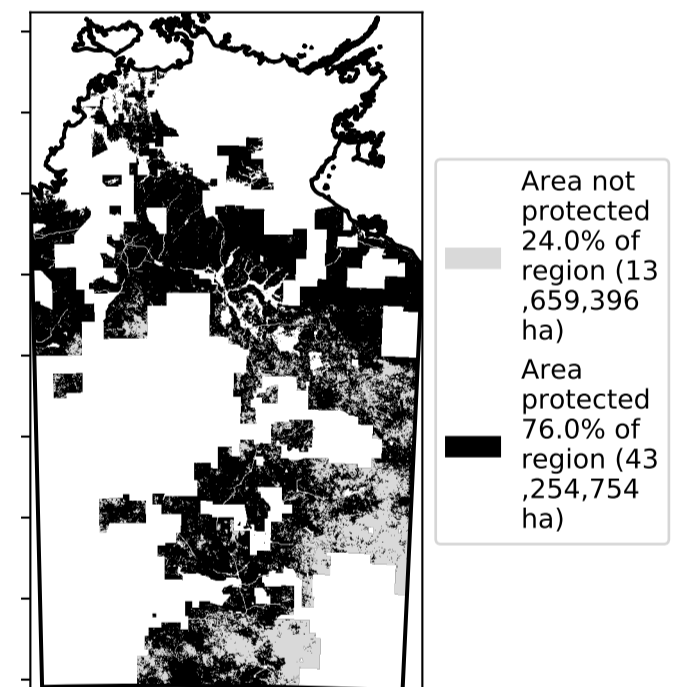 Area not
protected
24.0% of
region (13
,659,396
ha)
Area
protected
76.0% of
region (43
,254,754
ha)